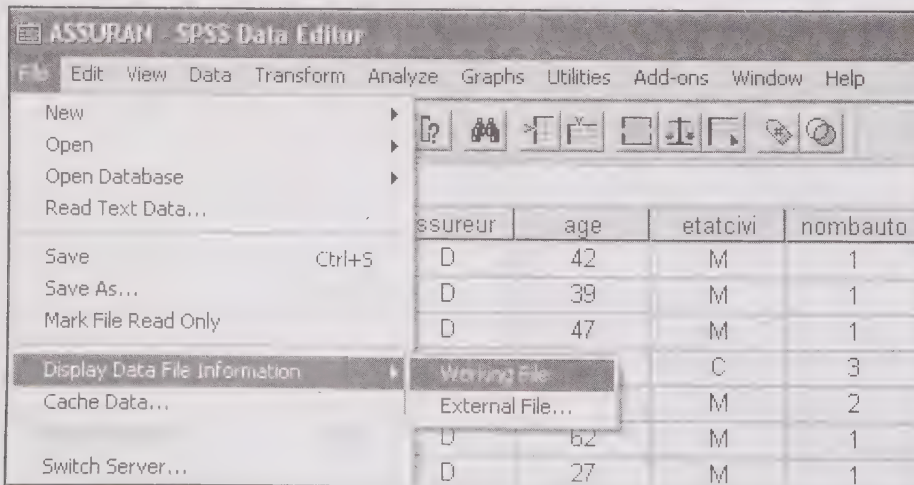 ASSURAN - SPSS Data Editor
File Edit View Data Transform Analyze Graphs Utilities Add-ons Window Help
New
Open
Open Database
Read Text Data...
Save Ctrl+S
Save As...
Mark File Read Only
Display Data File Information
Cache Data...
Switch Server...
Working File
External File...
ssureur age etatcivi nombauto
D 42 M 1
D 39 M 1
D 47 M 1
C 3
M 2
D 62 M 1
D 27 M 1